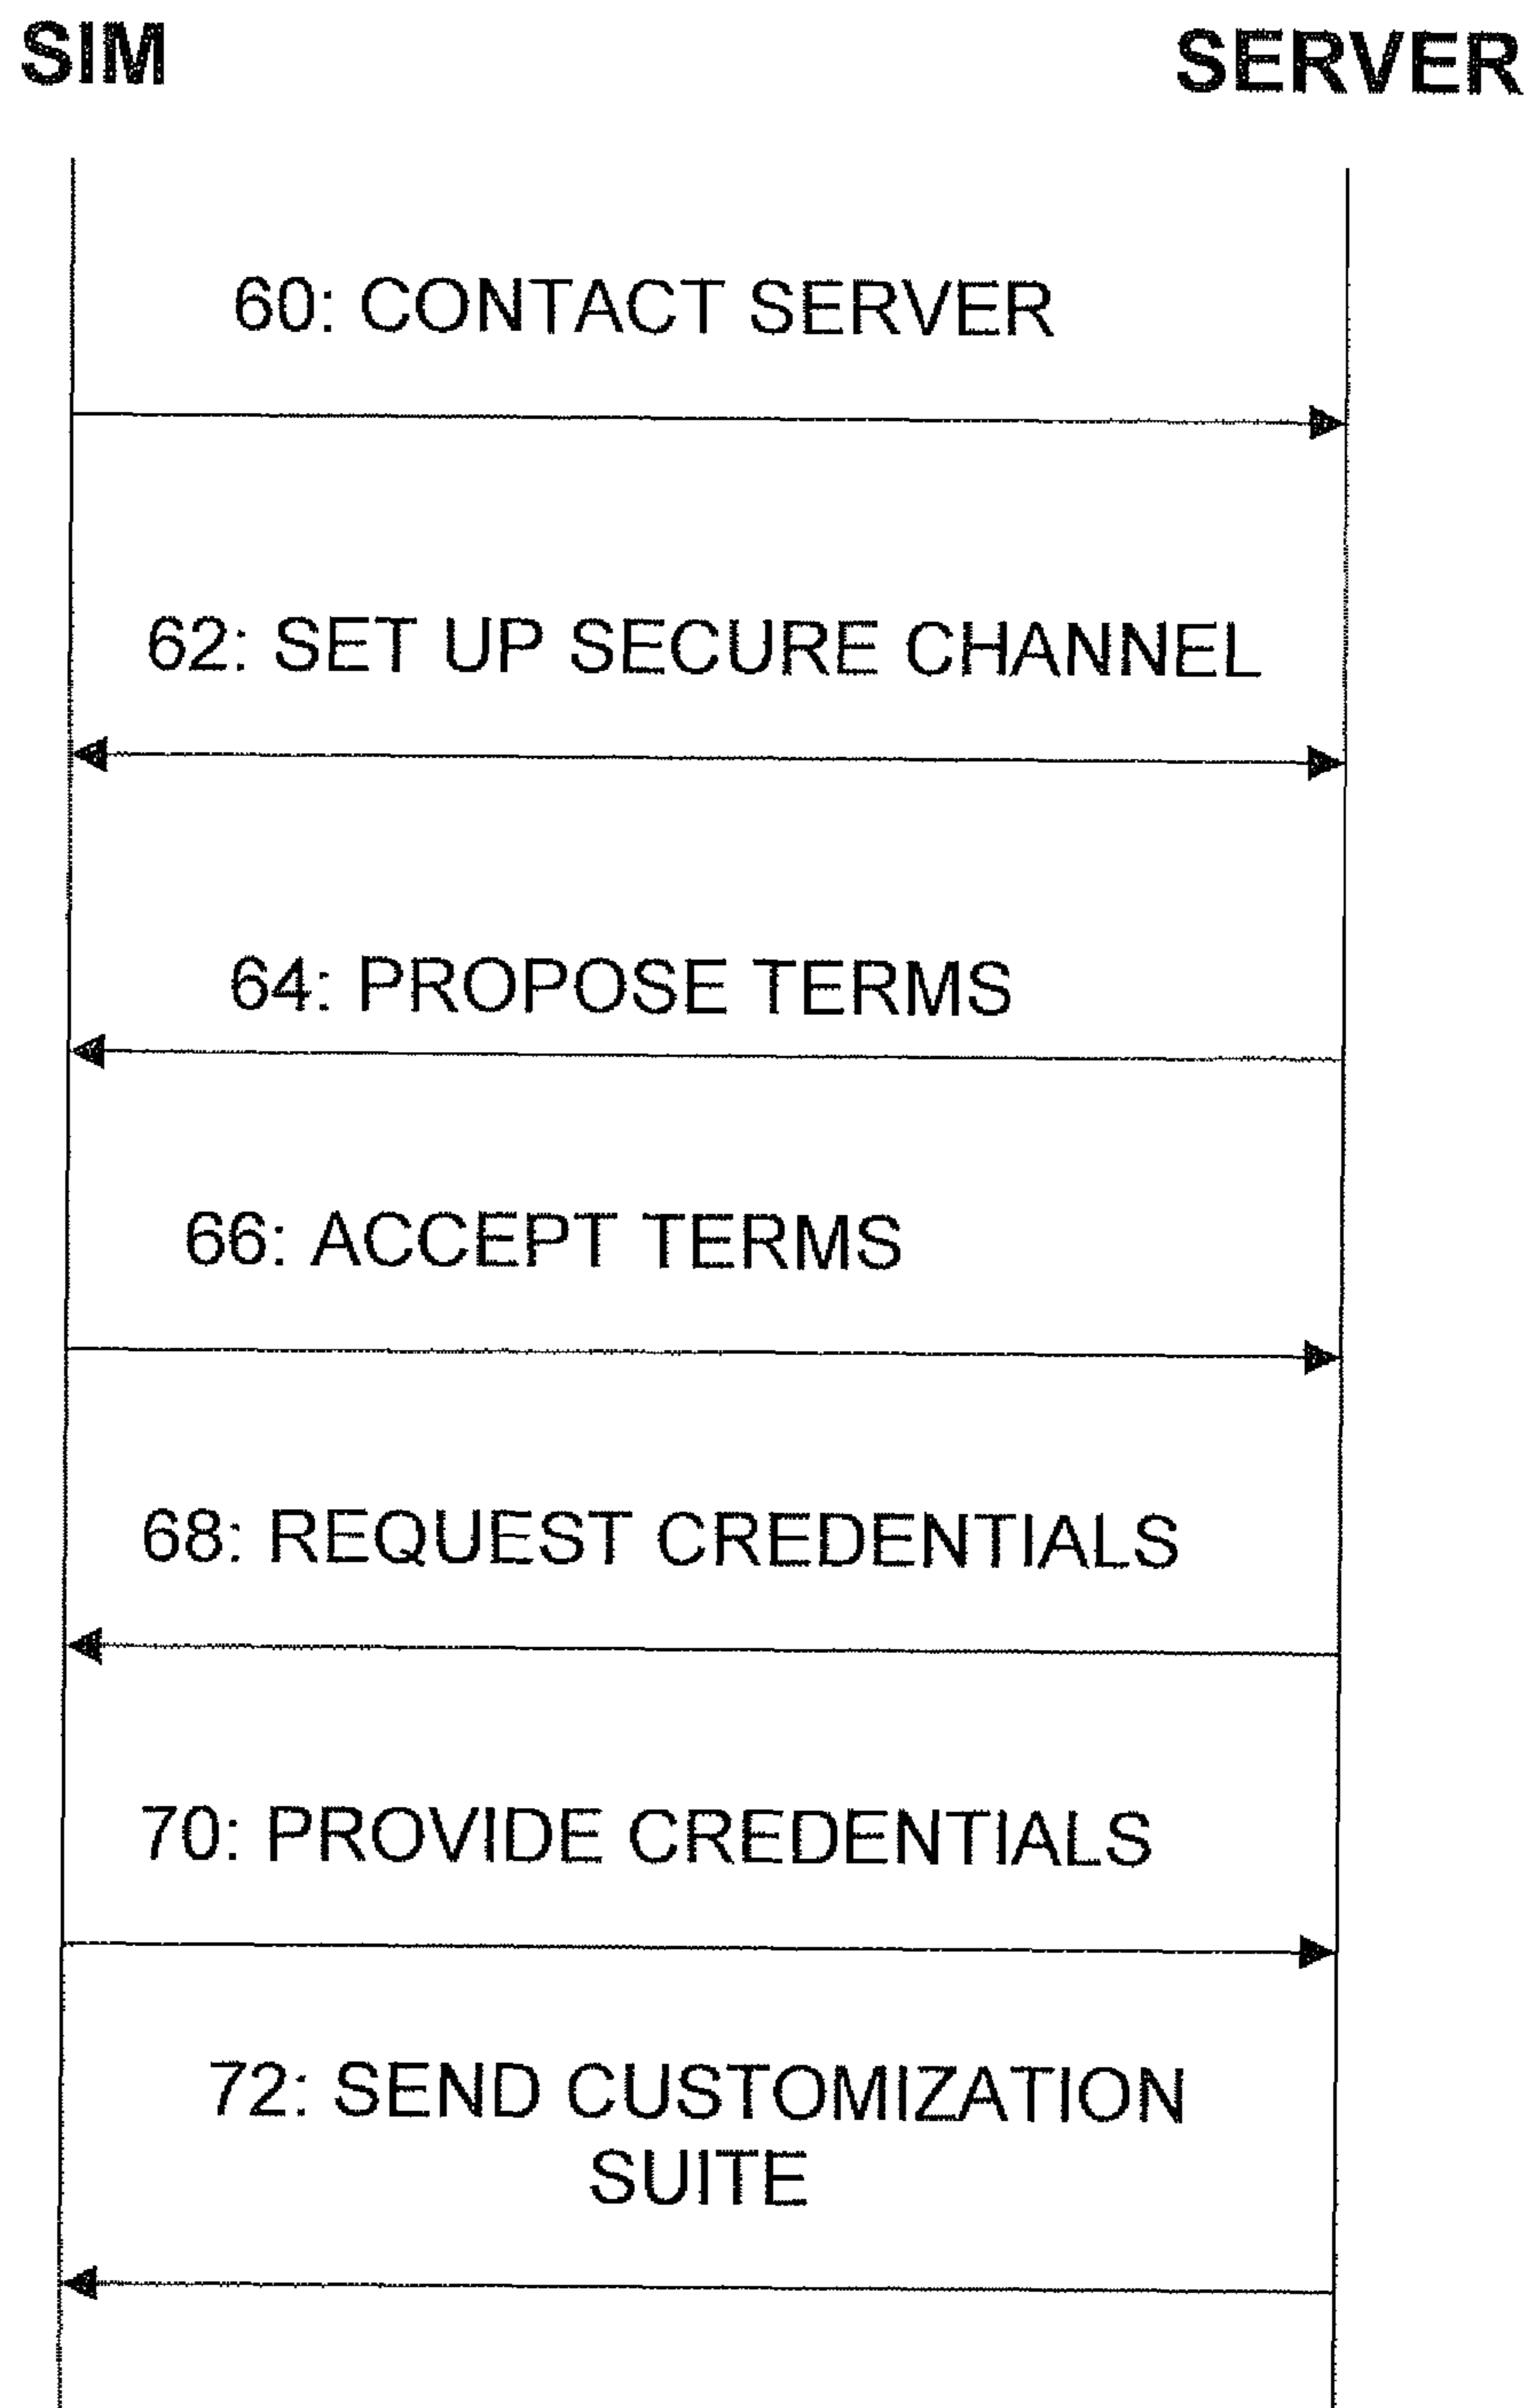 SIM
SERVER
60: CONTACT SERVER
62: SET UP SECURE CHANNEL
64: PROPOSE TERMS
66: ACCEPT TERMS
68: REQUEST CREDENTIALS
70: PROVIDE CREDENTIALS
72: SEND CUSTOMIZATION
SUITE